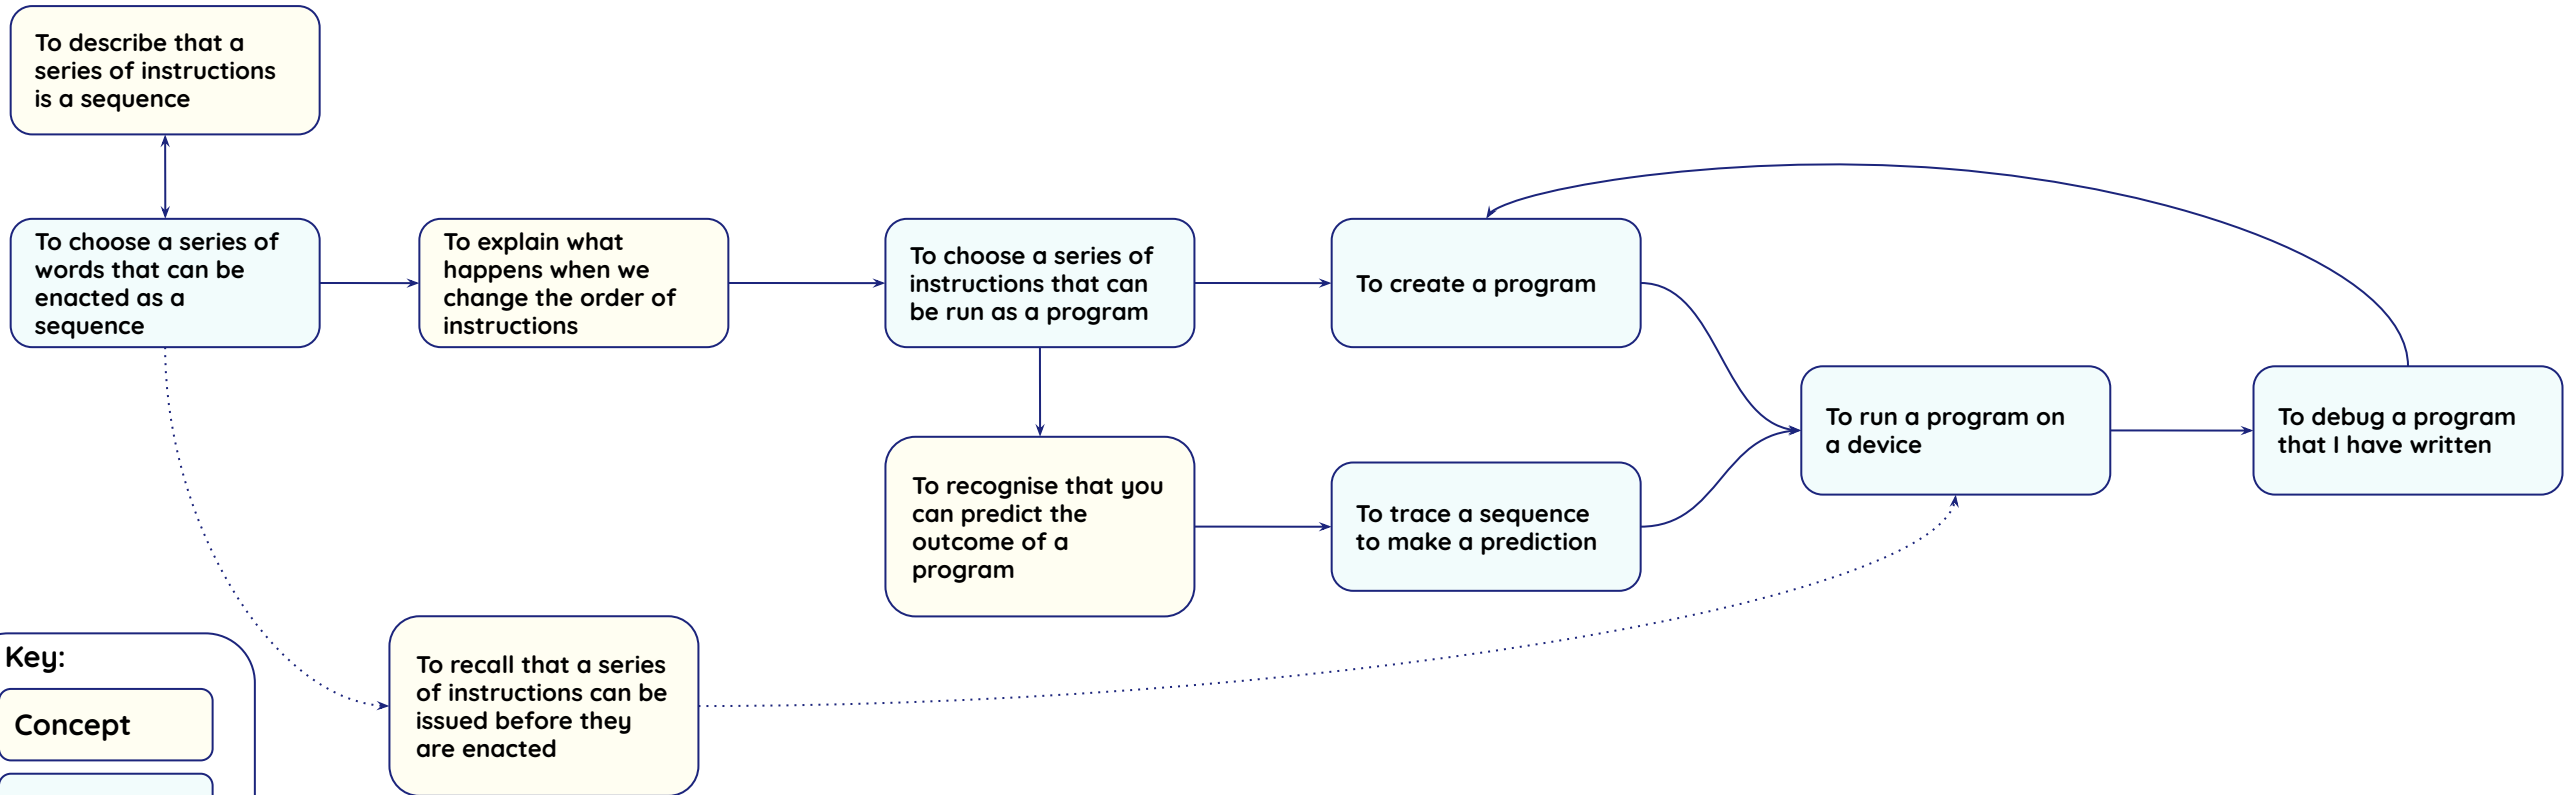 To describe that a
series of instructions
is a sequence
To choose a series of
words that can be
enacted as a
sequence
To explain what
happens when we
change the order of
instructions
To choose a series of
instructions that can
be run as a program
To create a program
To run a program on
a device
To debug a program
that I have written
To recognise that you
can predict the
outcome of a
program
To trace a sequence
to make a prediction
To recall that a series
of instructions can be
issued before they
are enacted
Key:
Concept